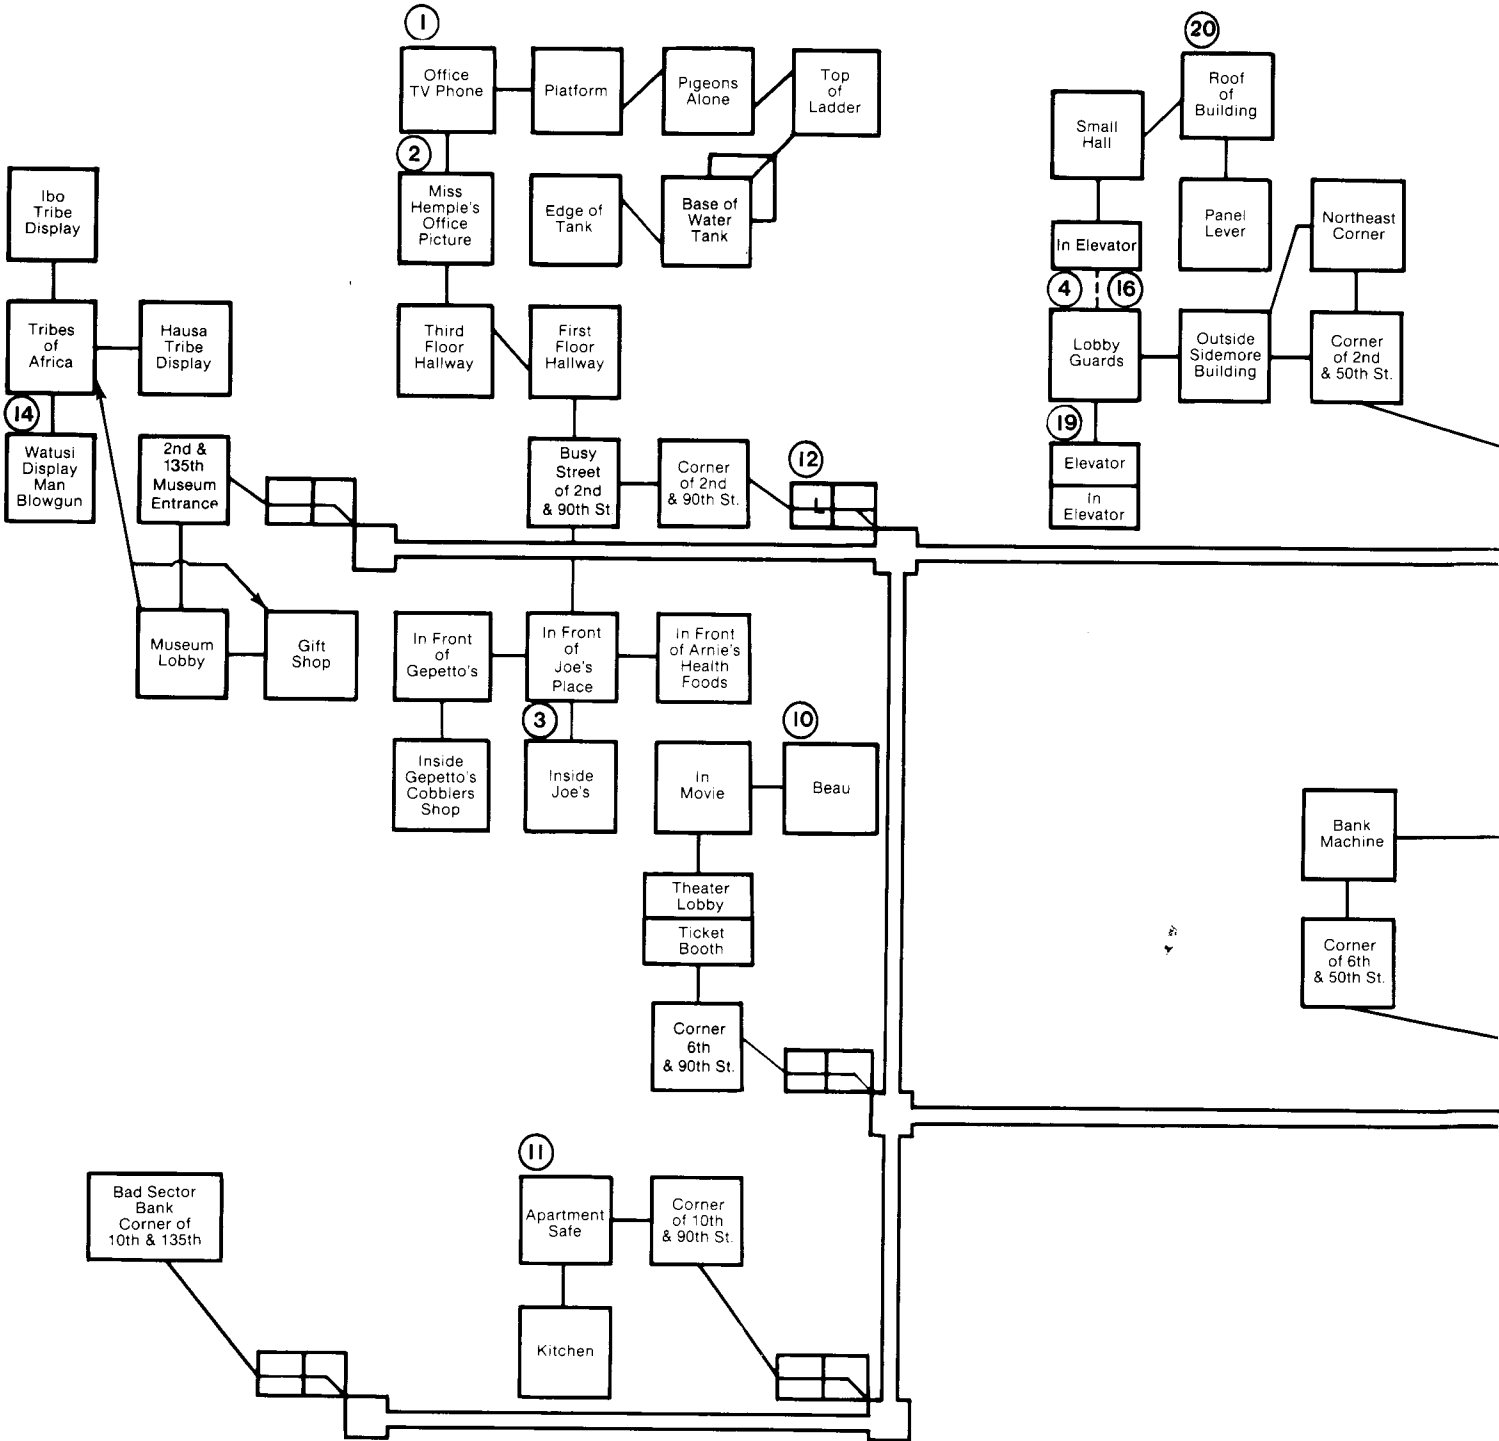 1
Office
TV Phone
Platform
Pigeons
Alone
Top
of
Ladder
20
Roof
of
Building
Small
Hall
2
Miss
Hemple's
Office
Picture
Edge of
Tank
Base of
Water
Tank
Panel
Lever
Northeast
Corner
Ibo
Tribe
Display
In Elevator
4
16
Tribes
of
Africa
Hausa
Tribe
Display
Third
Floor
Hallway
First
Floor
Hallway
Lobby
Guards
Outside
Sidemore
Building
Corner
of 2nd
& 50th St.
14
Watusi
Display
Man
Blowgun
2nd &
135th
Museum
Entrance
Busy
Street
of 2nd
& 90th St.
Corner
of 2nd
& 90th St.
12
L
19
Elevator
In
Elevator
Museum
Lobby
Gift
Shop
In Front
of
Gepetto's
In Front
of
Joe's
Place
In Front
of Arnie's
Health
Foods
3
10
Inside
Gepetto's
Cobblers
Shop
Inside
Joe's
In
Movie
Beau
Bank
Machine
Theater
Lobby
Ticket
Booth
Corner
of 6th
& 50th St.
Corner
6th
& 90th St.
11
Bad Sector
Bank
Corner of
10th & 135th
Apartment
Safe
Corner
of 10th
& 90th St.
Kitchen